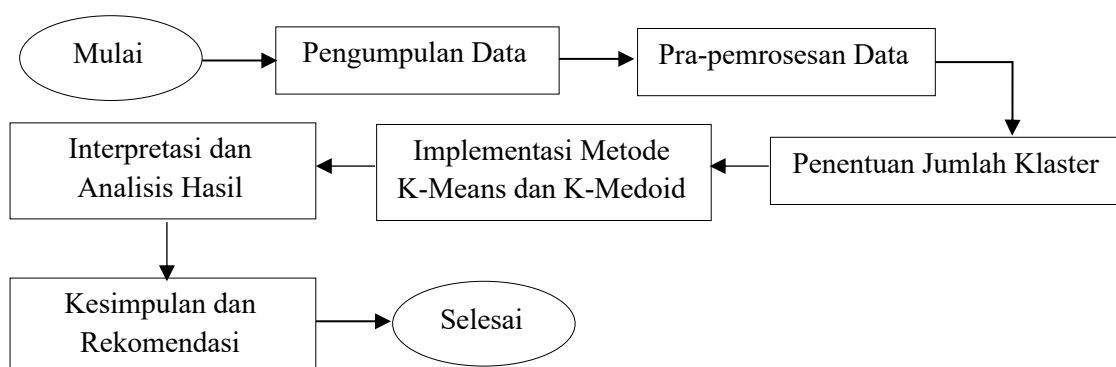 Mulai
Pengumpulan Data
Pra-pemrosesan Data
Penentuan Jumlah Klaster
Implementasi Metode
K-Means dan K-Medoid
Interpretasi dan
Analisis Hasil
Kesimpulan dan
Rekomendasi
Selesai